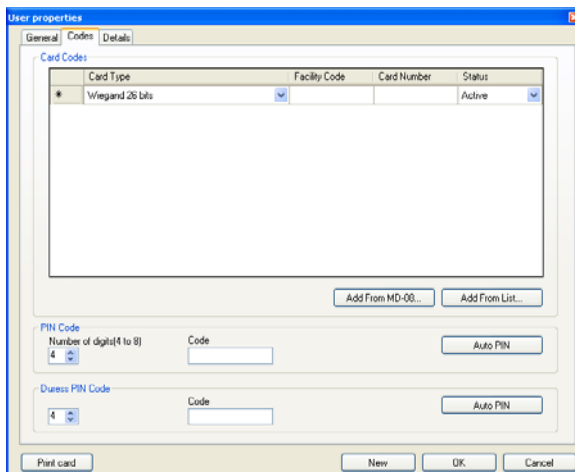 User properties
General Codes Details
Card Codes
Card Type Facility Code Card Number Status
* Wiegand 26 bits Active
Add From MD-08... Add From List...
PIN Code
Number of digits(4 to 8) Code
4 Auto PIN
Duress PIN Code
Code
4 Auto PIN
Print card New OK Cancel